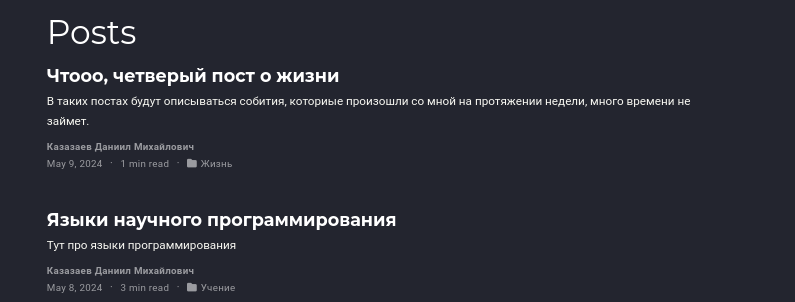 Posts
Чтооо, четверый пост о жизни
В таких постах будут описываться собития, которые произошли со мной на протяжении недели, много времени не
займет.
Казазаев Даниил Михайлович
May 9, 2024 · 1 min read · Жизнь
Языки научного программирования
Тут про языки программирования
Казазаев Даниил Михайлович
May 8, 2024 · 3 min read · Учение